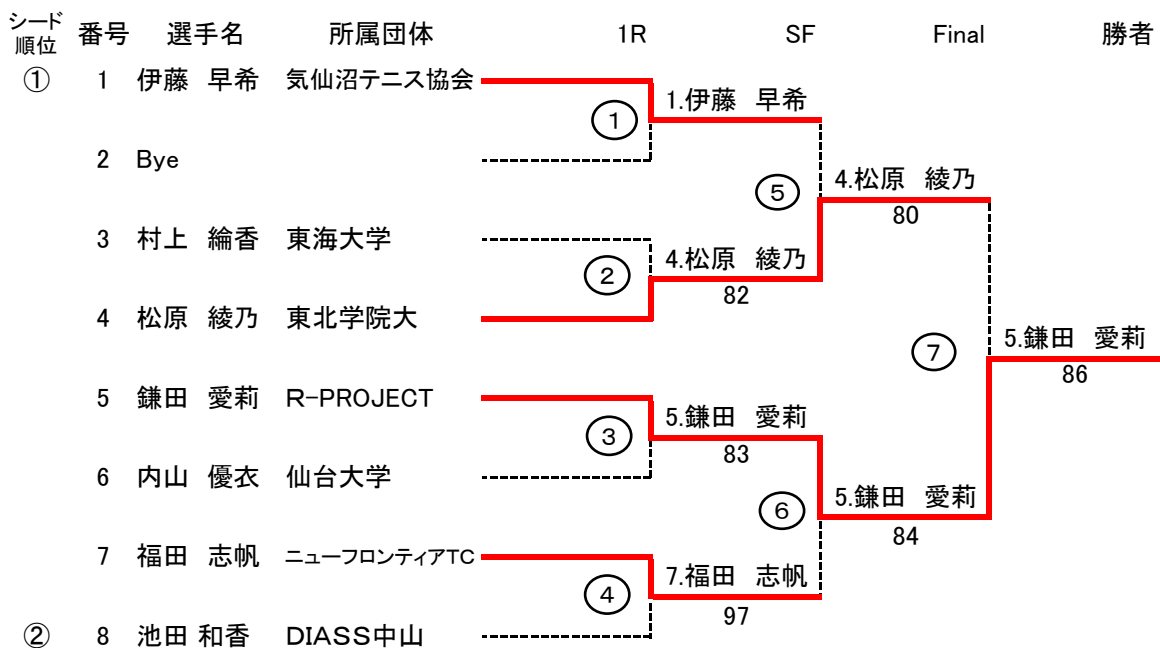 シード
順位 番号 選手名 所属団体 1R SF Final 勝者
① 1 伊藤 早希 気仙沼テニス協会
1.伊藤 早希
①
2 Bye
⑤ 4.松原 綾乃
80
3 村上 綸香 東海大学
② 4.松原 綾乃
82
4 松原 綾乃 東北学院大
⑦ 5.鎌田 愛莉
86
5 鎌田 愛莉 R-PROJECT
③ 5.鎌田 愛莉
83
6 内山 優衣 仙台大学
⑥ 5.鎌田 愛莉
84
7 福田 志帆 ニューフロンティアTC
④ 7.福田 志帆
97
② 8 池田 和香 DIASS中山